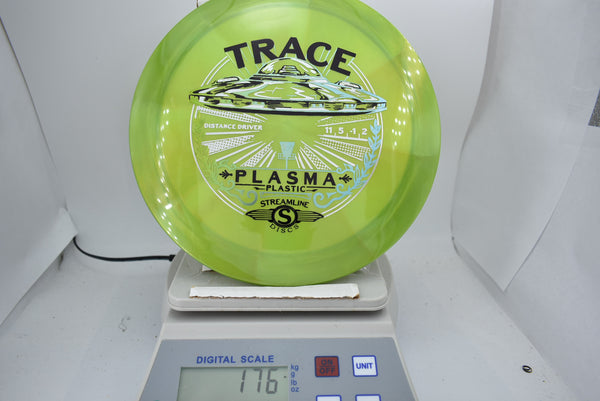 TRACE
DISTANCE DRIVER 11, 5, -1, 2
PLASMA
PLASTIC
STREAMLINE
S
DISCS
DIGITAL SCALE
176
kg
g
lb
oz
ON
OFF
UNIT